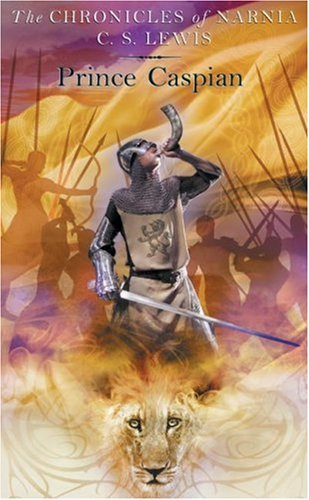 The CHRONICLES of NARNIA
C. S. LEWIS
Prince Caspian